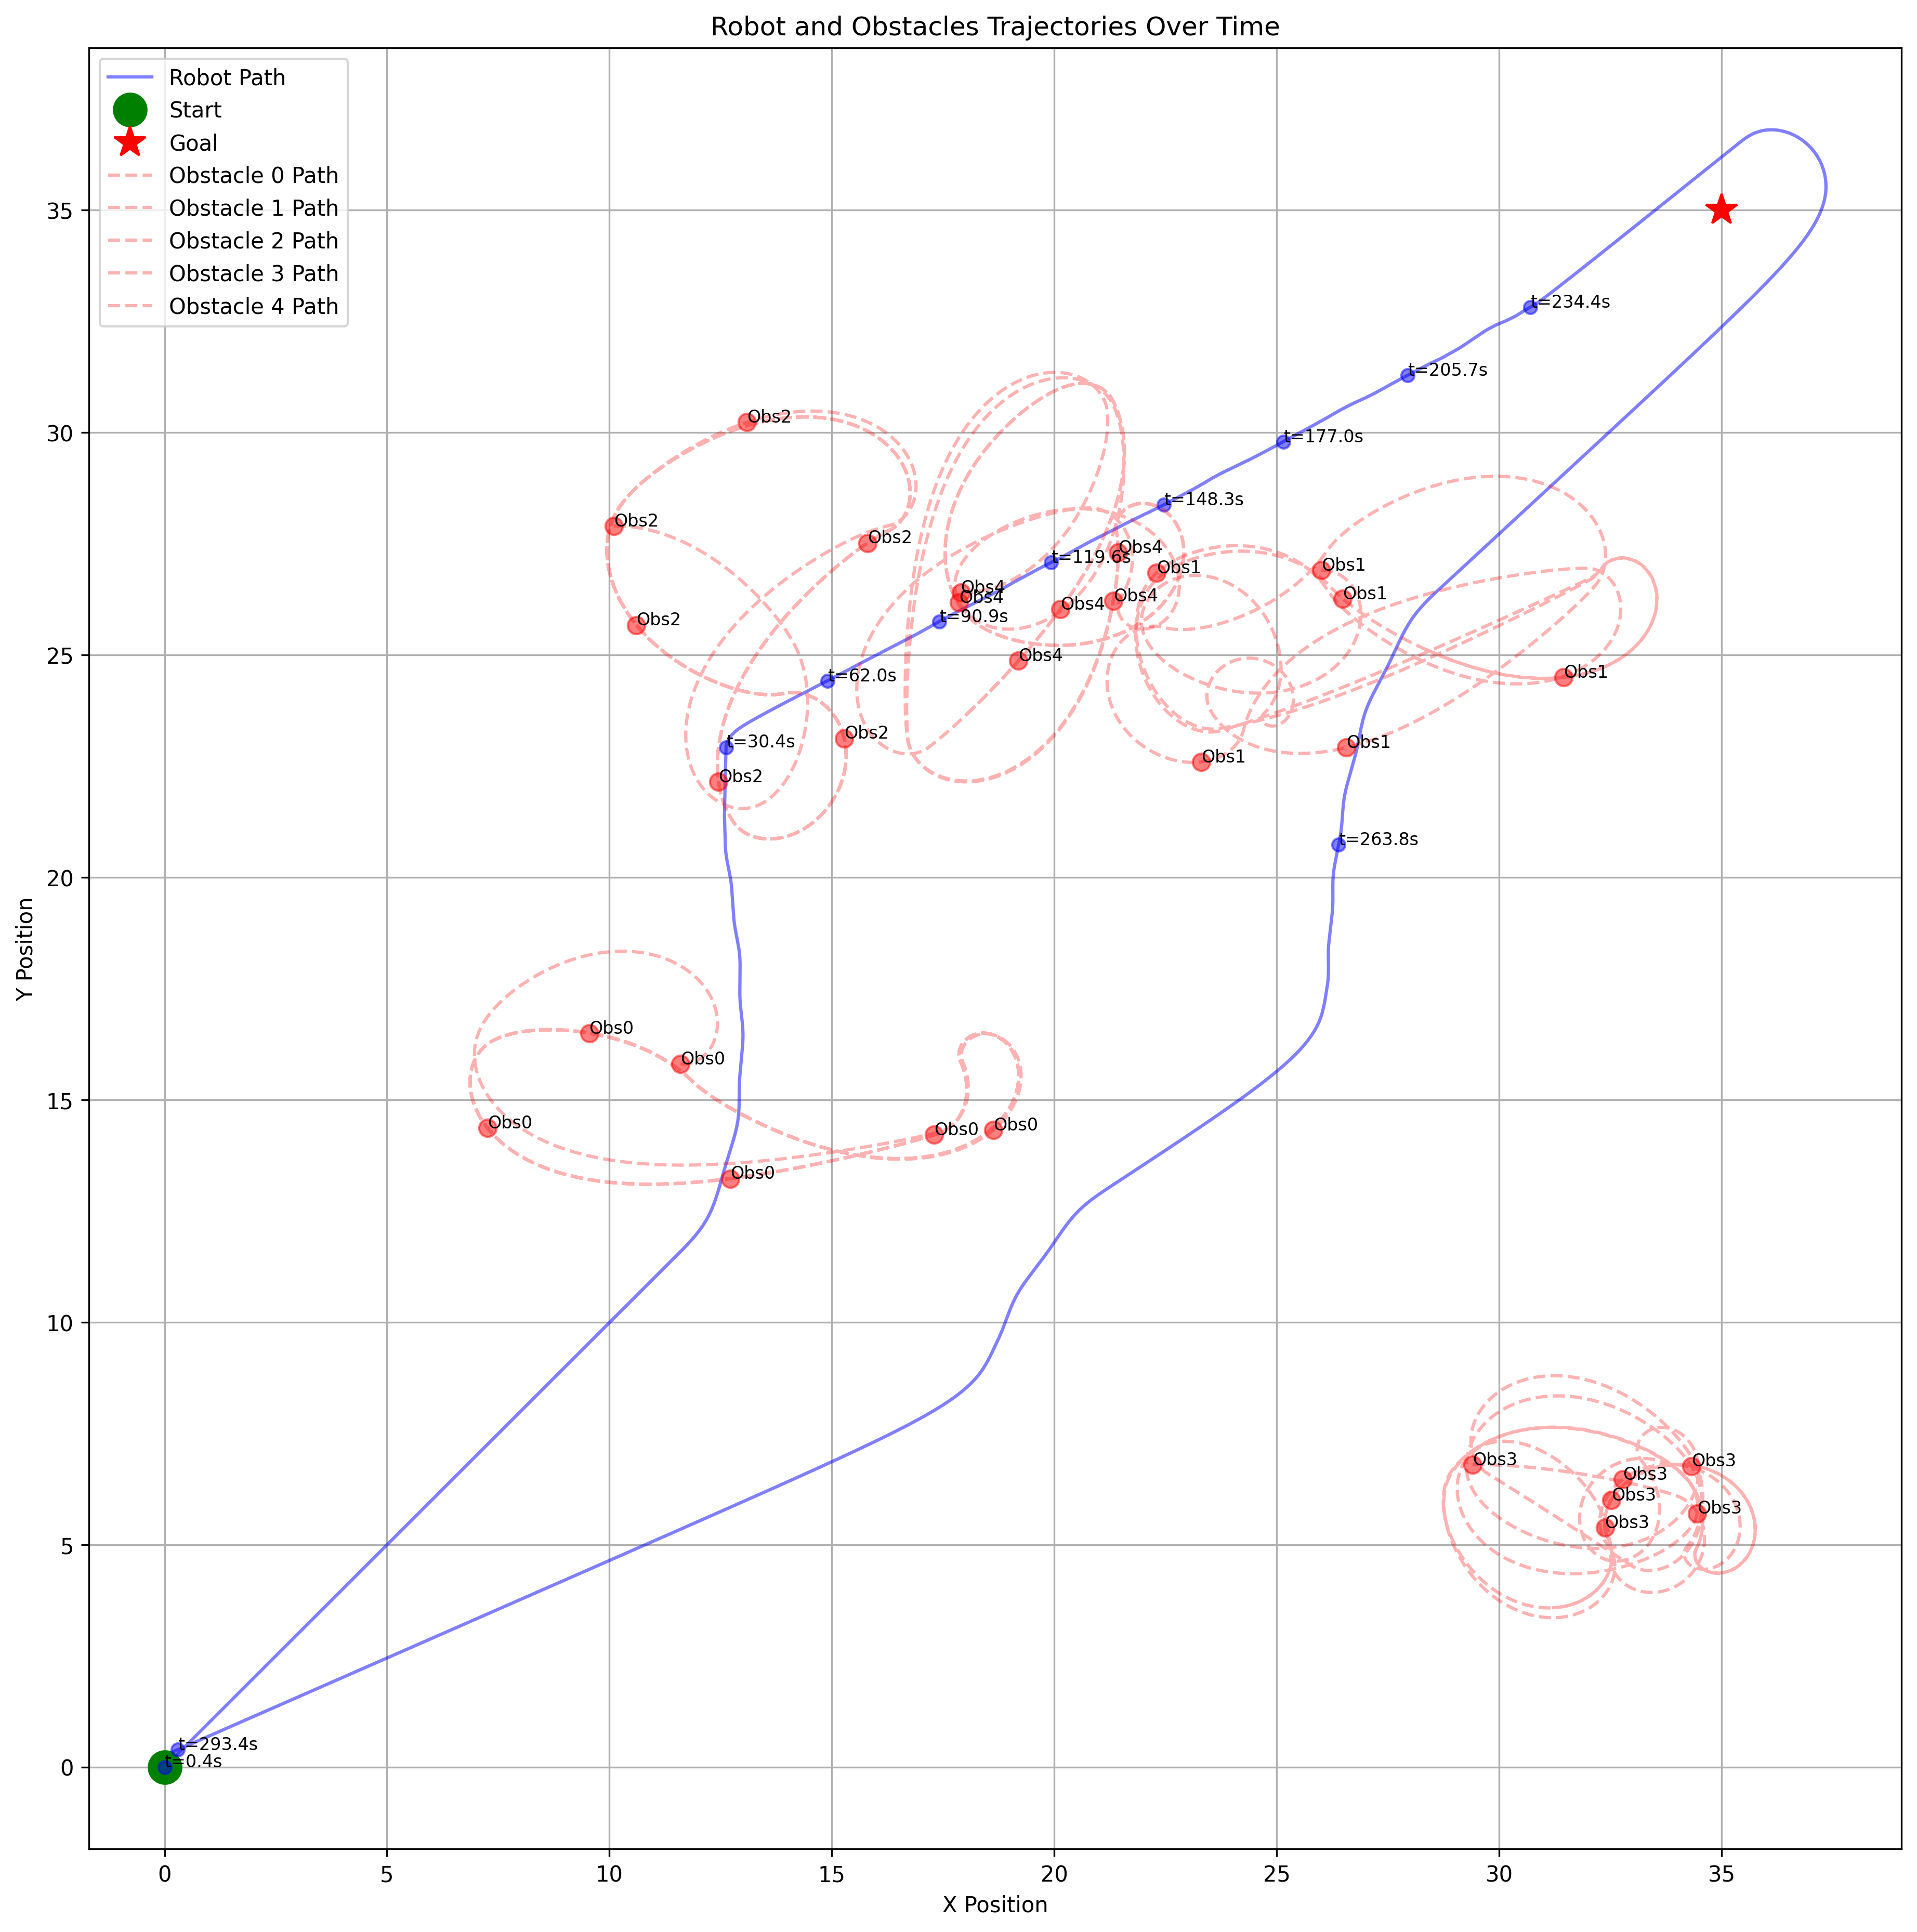 Robot and Obstacles Trajectories Over Time
Robot Path
Start
Goal
Obstacle 0 Path
Obstacle 1 Path
Obstacle 2 Path
Obstacle 3 Path
Obstacle 4 Path
Y Position
35
30
25
20
15
10
5
0
t=234.4s
t=205.7s
Obs2
t=177.0s
t=148.3s
Obs2
Obs2
Obs4
t=119.6s
Obs1
Obs1
Obs4
Obs4
Obs1
Obs4
Obs4
t=90.9s
Obs2
Obs4
t=62.0s
Obs1
t=30.4s
Obs2
Obs1
Obs1
Obs2
t=263.8s
Obs0
Obs0
Obs0
Obs0
Obs0
Obs0
Obs3
Obs3
Obs3
Obs3
Obs3
Obs3
t=293.4s
t=0.4s
0
5
10
15
20
25
30
35
X Position